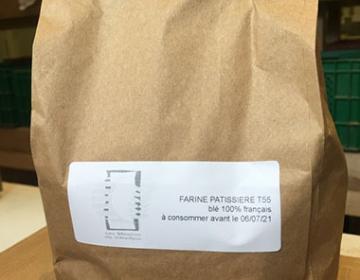 FARINE PATISSIERE T55
blé 100% français
à consommer avant le 06/07/21